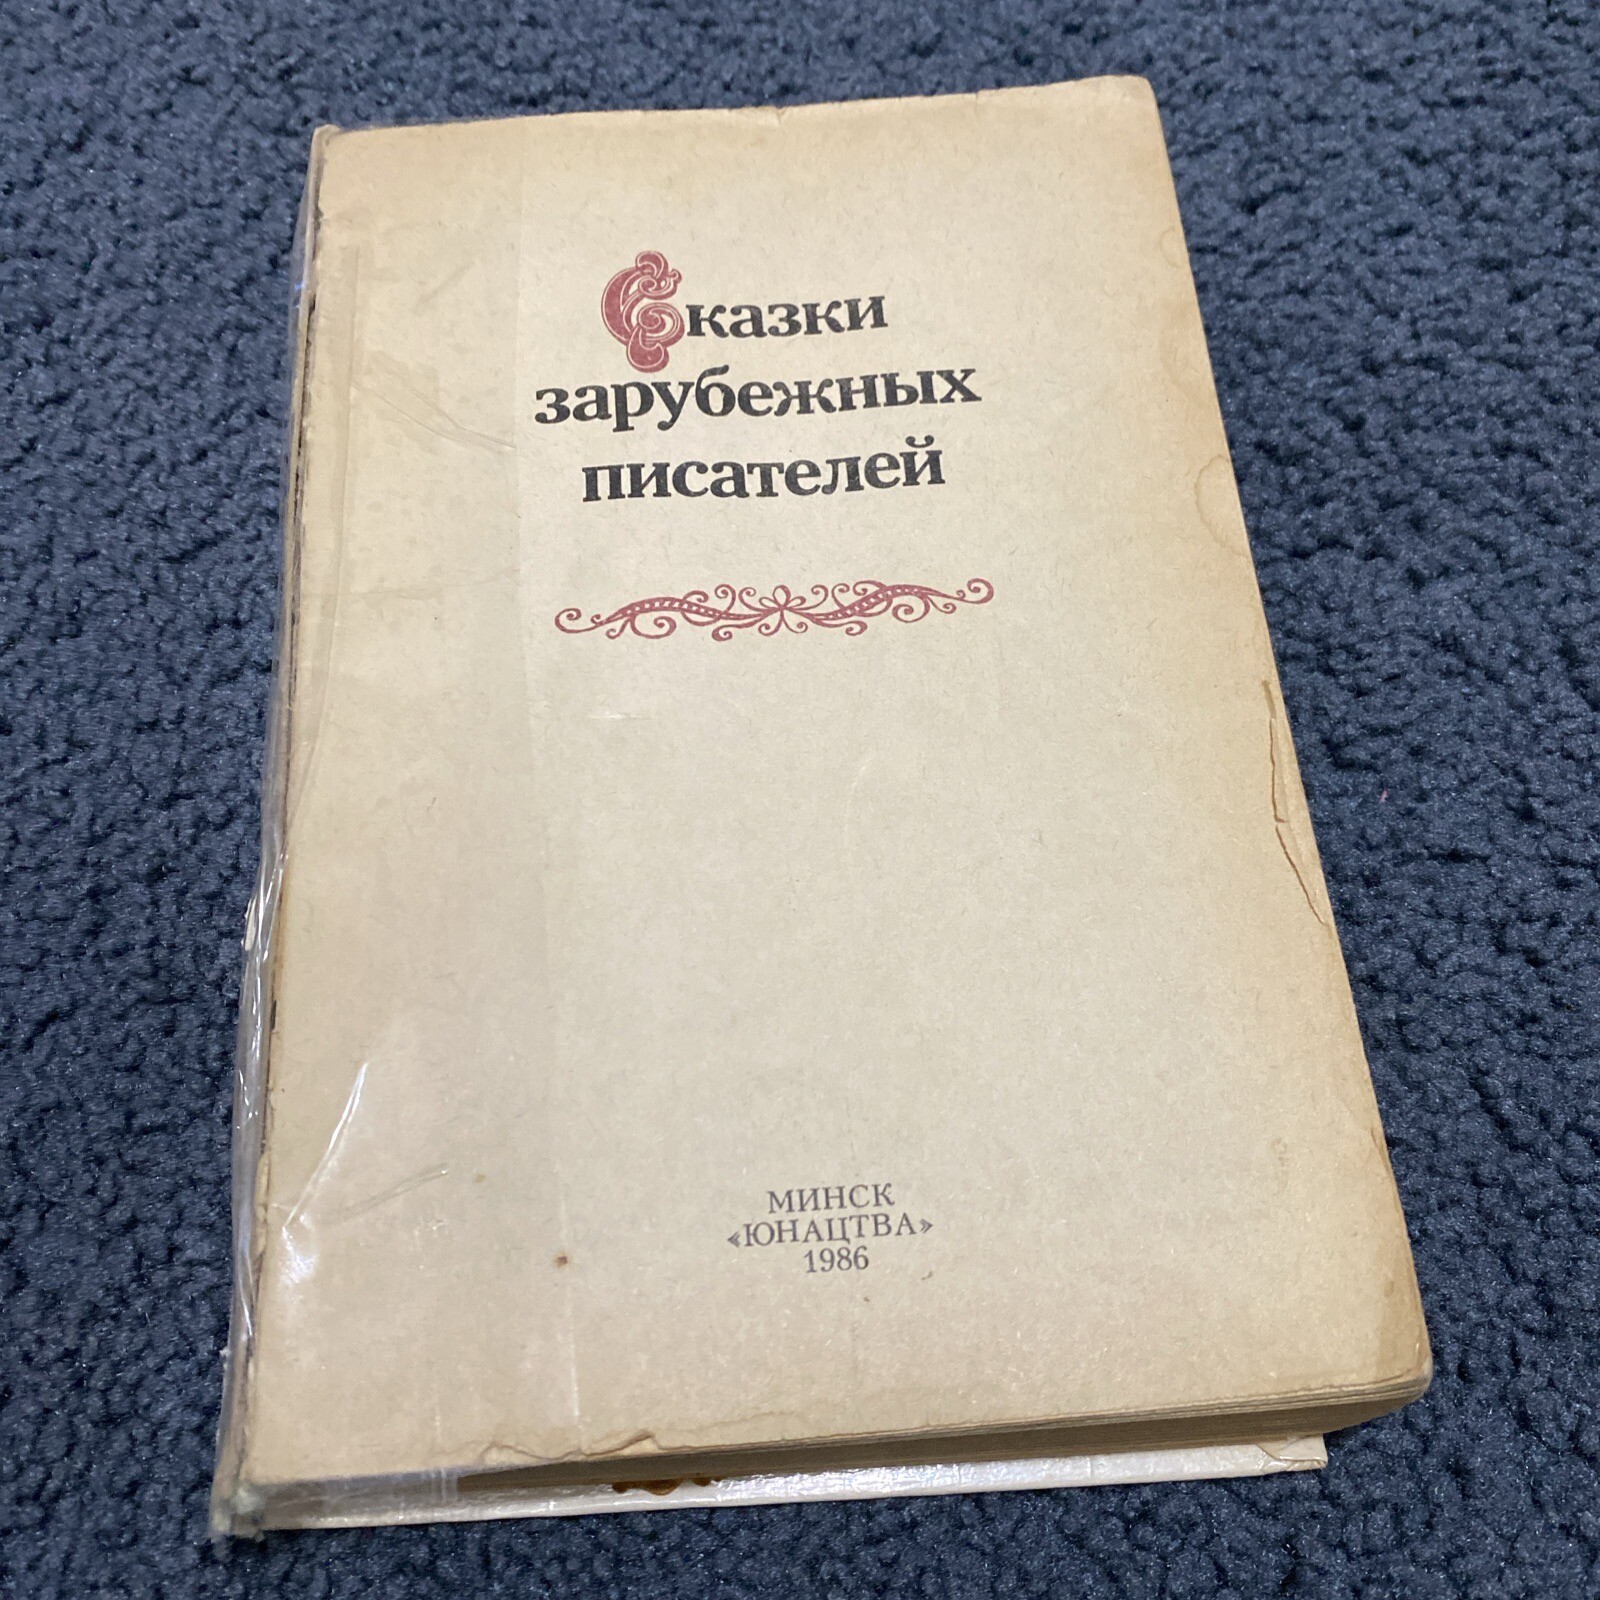 Сказки
зарубежных
писателей
МИНСК
«ЮНАЦТВА»
1986